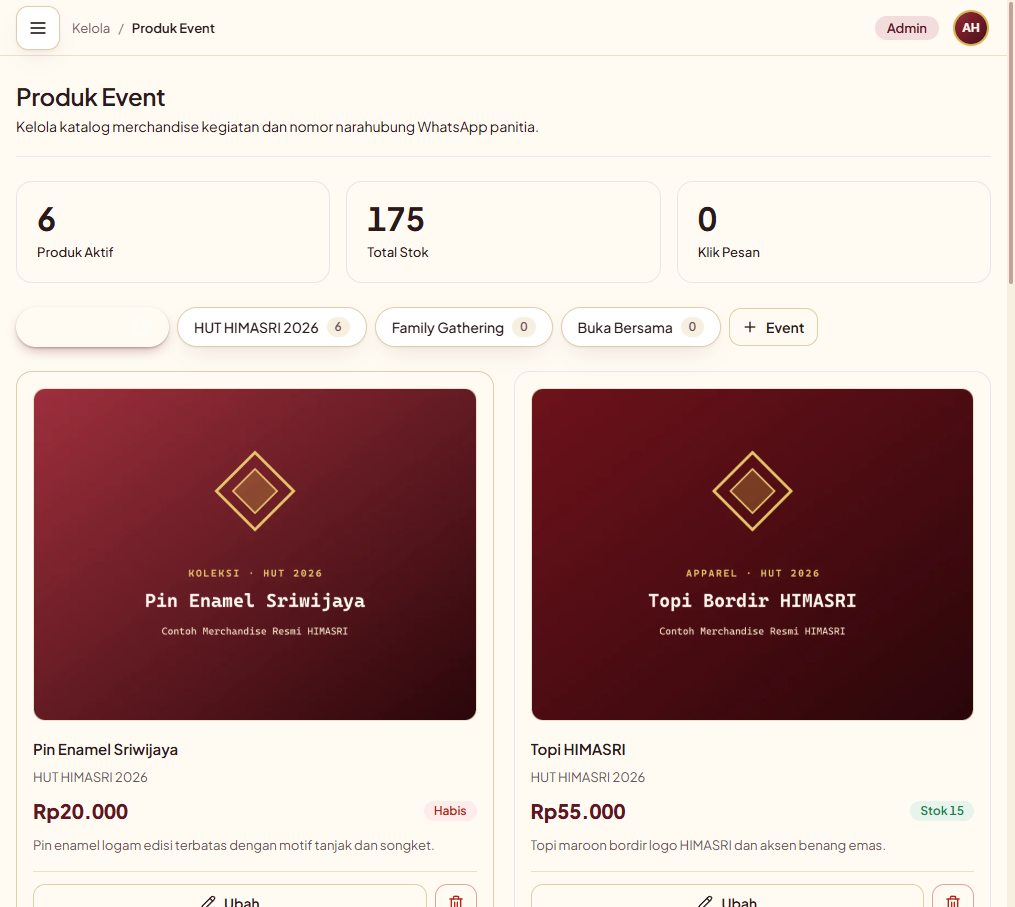 Kelola / Produk Event
Admin
AH
Produk Event
Kelola katalog merchandise kegiatan dan nomor narahubung WhatsApp panitia.
6
Produk Aktif
175
Total Stok
0
Klik Pesan
HUT HIMASRI 2026 6
Family Gathering 0
Buka Bersama 0
+ Event
KOLEKSI · HUT 2026
Pin Enamel Sriwijaya
Contoh Merchandise Resmi HIMASRI
Pin Enamel Sriwijaya
HUT HIMASRI 2026
Rp20.000
Habis
Pin enamel logam edisi terbatas dengan motif tanjak dan songket.
Ubah
APPAREL · HUT 2026
Topi Bordir HIMASRI
Contoh Merchandise Resmi HIMASRI
Topi HIMASRI
HUT HIMASRI 2026
Rp55.000
Stok 15
Topi maroon bordir logo HIMASRI dan aksen benang emas.
Ubah